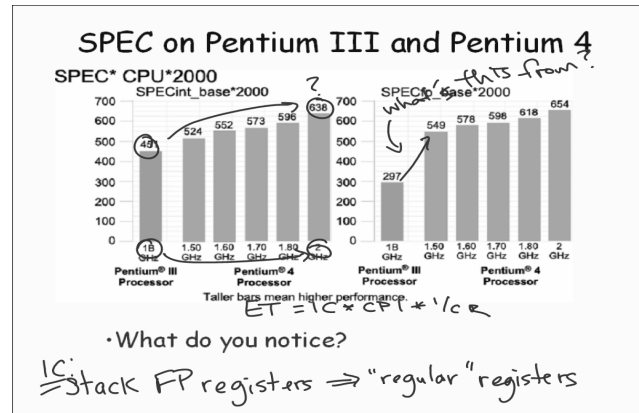 SPEC on Pentium III and Pentium 4
SPEC* CPU*2000
?
what's this from?
SPECint_base*2000
700
600
500
400
300
200
100
0
524
552
573
596
638
1B GHz
1.50 GHz
1.60 GHz
1.70 GHz
1.80 GHz
2 GHz
Pentium® III Processor
Pentium® 4 Processor
SPECfp_base*2000
700
600
500
400
300
200
100
0
297
549
578
598
618
654
1B GHz
1.50 GHz
1.60 GHz
1.70 GHz
1.80 GHz
2 GHz
Pentium® III Processor
Pentium® 4 Processor
Taller bars mean higher performance.
ET = IC * CPI * 1/CR
•What do you notice?
IC:
Stack FP registers ⇒ "regular" registers